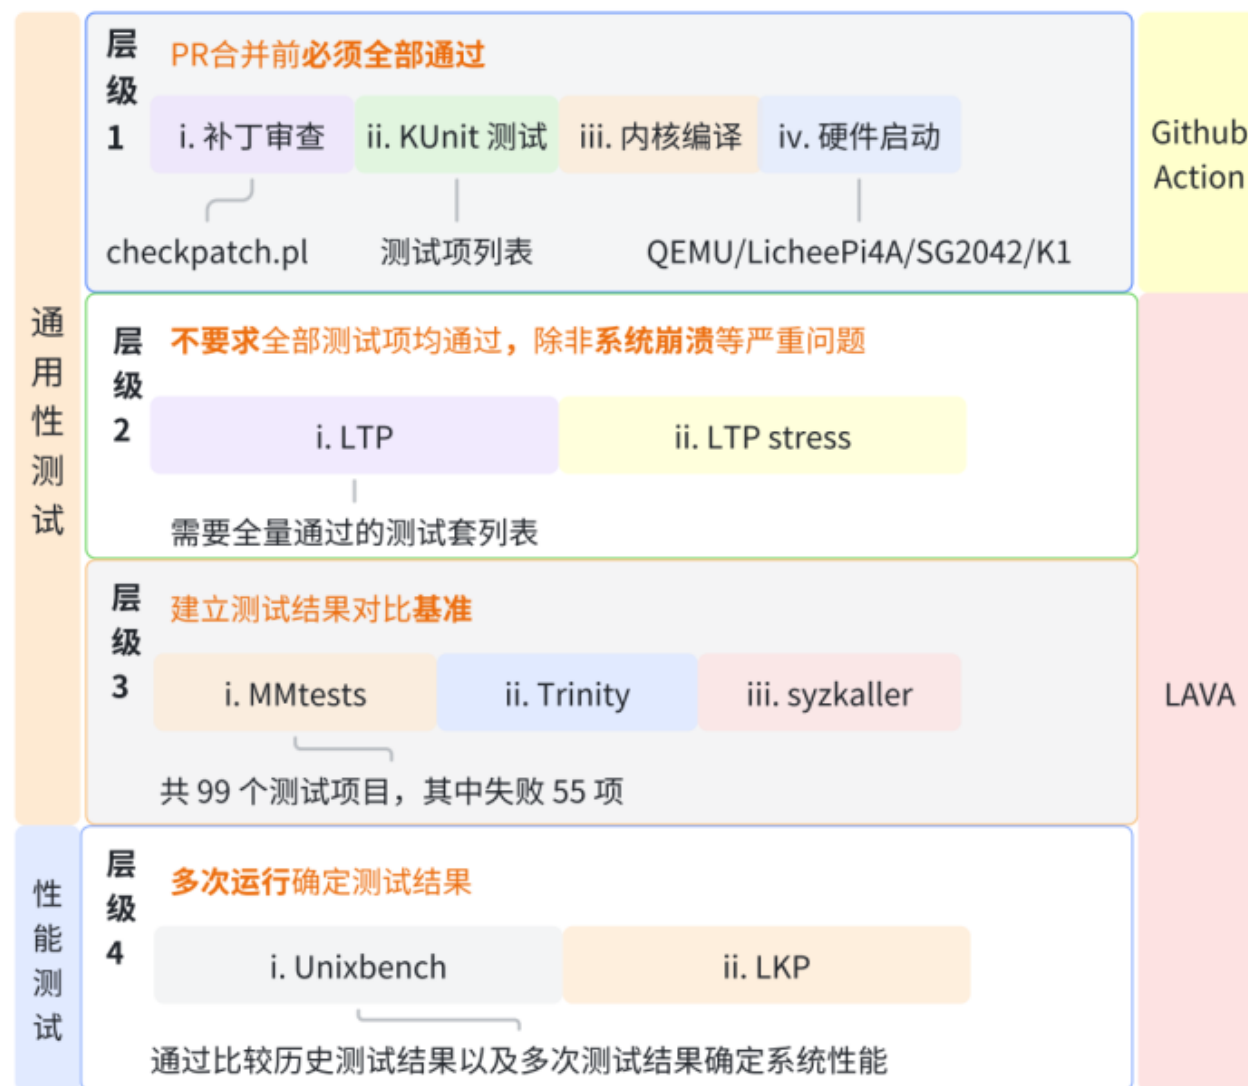 通用性测试
层级1
PR合并前必须全部通过
i. 补丁审查
ii. KUnit 测试
iii. 内核编译
iv. 硬件启动
checkpatch.pl
测试项列表
QEMU/LicheePi4A/SG2042/K1
Github
Action
层级2
不要求全部测试项均通过，除非系统崩溃等严重问题
i. LTP
ii. LTP stress
需要全量通过的测试套列表
层级3
建立测试结果对比基准
i. MMtests
ii. Trinity
iii. syzkaller
共 99 个测试项目，其中失败 55 项
LAVA
性能测试
层级4
多次运行确定测试结果
i. Unixbench
ii. LKP
通过比较历史测试结果以及多次测试结果确定系统性能